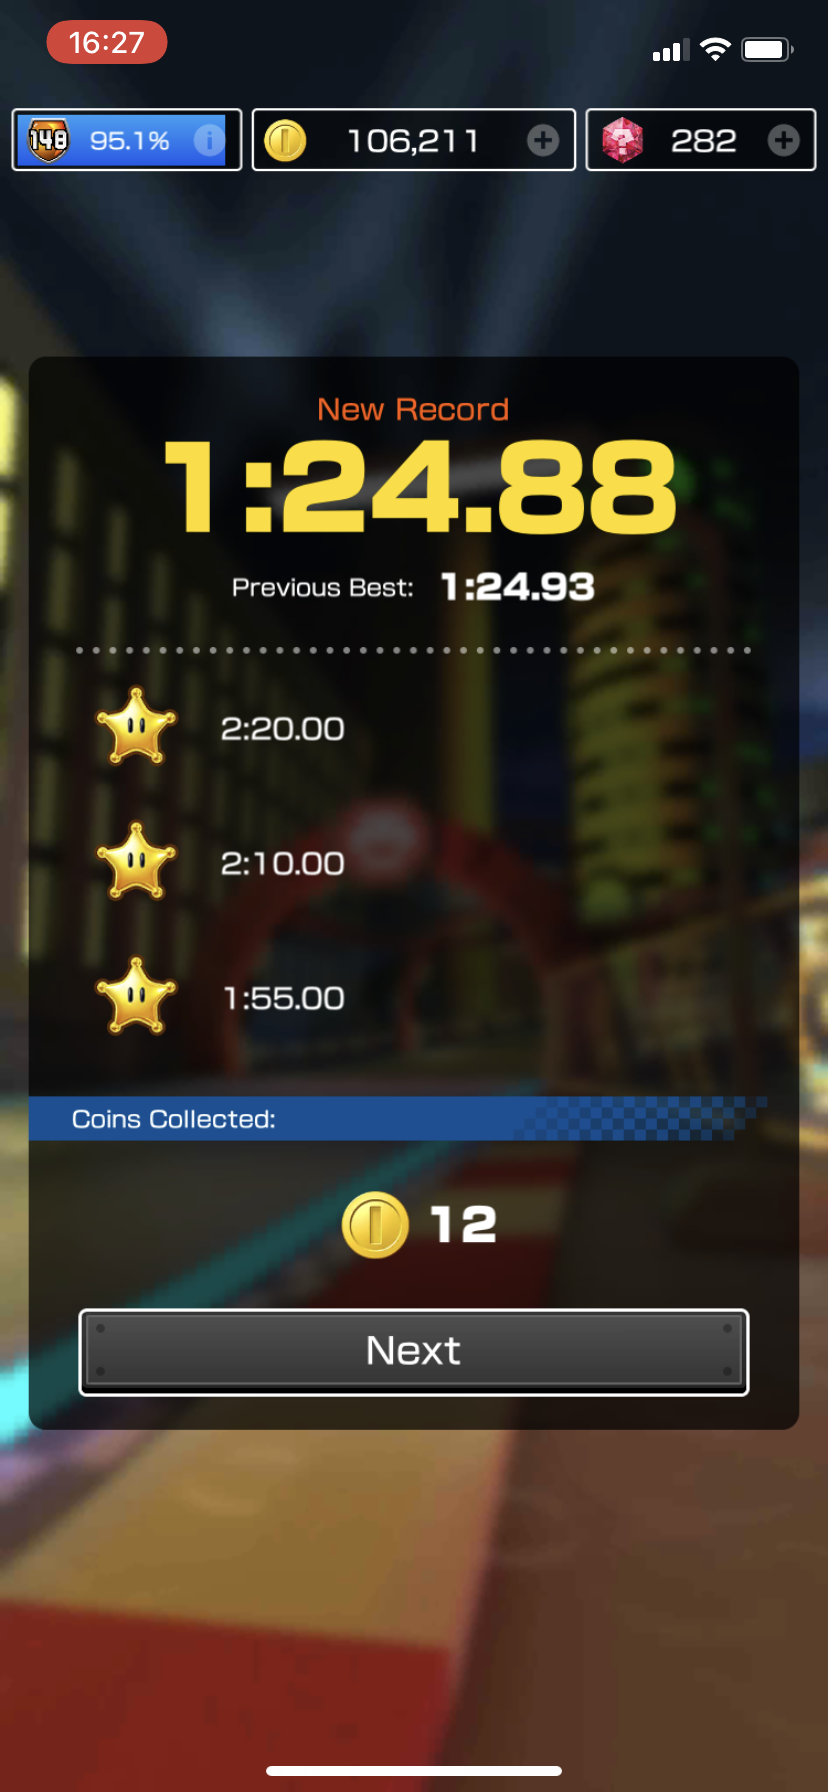 16:27
148 95.1% i 106,211 + 282 +
New Record
1:24.88
Previous Best: 1:24.93
2:20.00
2:10.00
1:55.00
Coins Collected:
12
Next